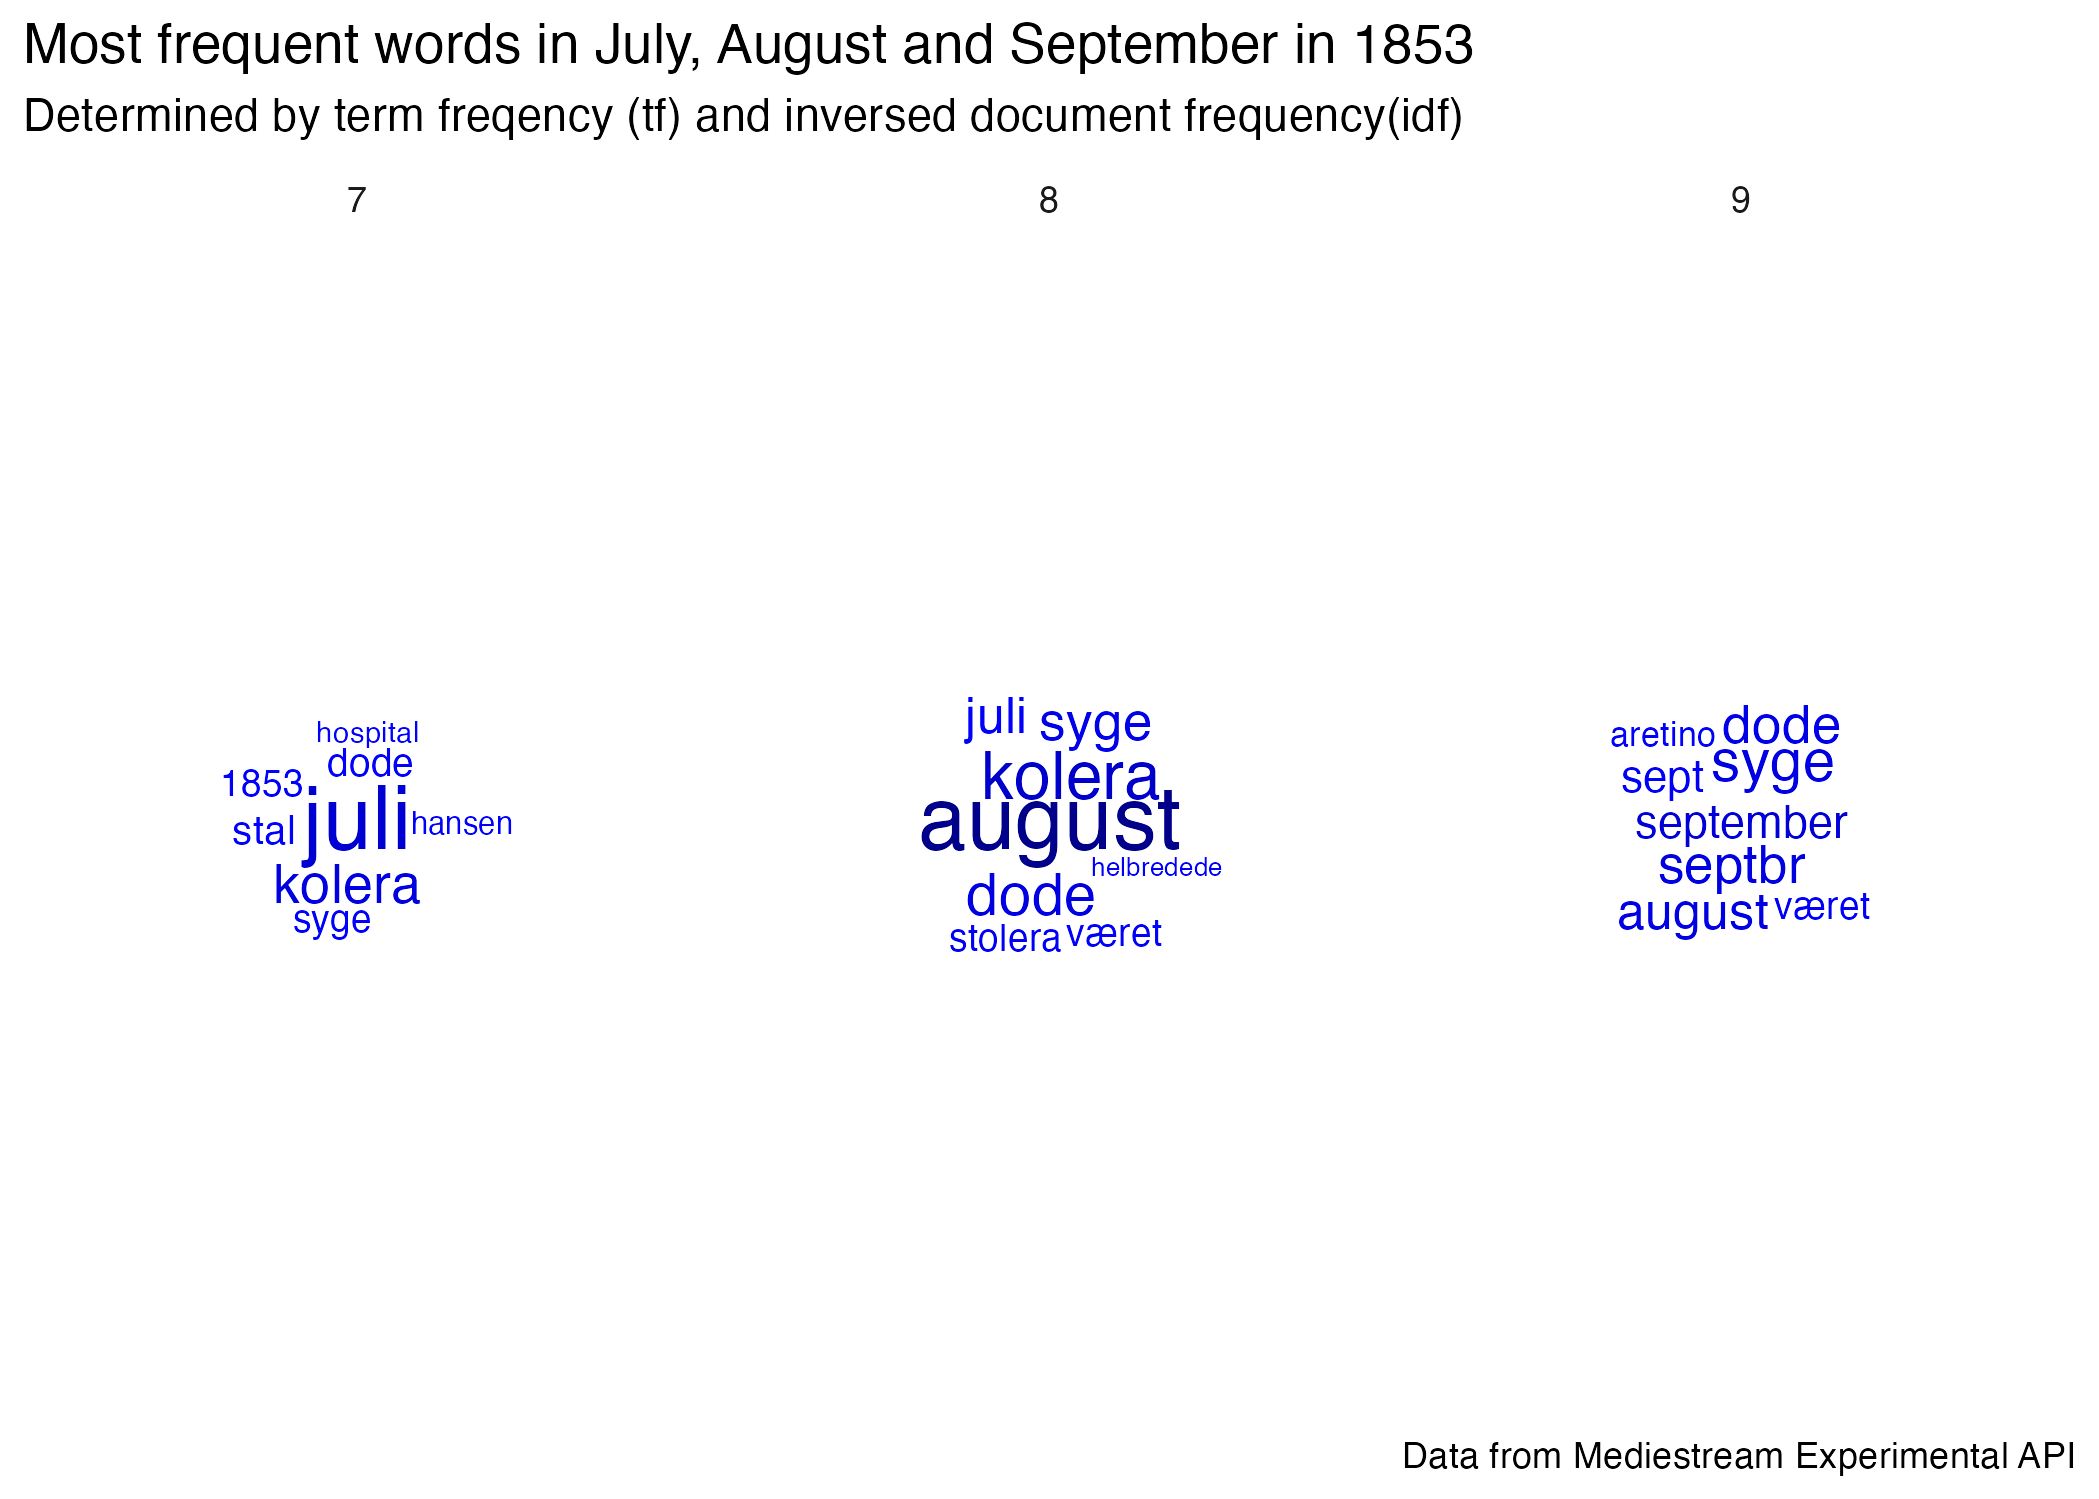 Most frequent words in July, August and September in 1853
Determined by term freqency (tf) and inversed document frequency(idf)
7
hospital
dode
1853
juli
hansen
stal
kolera
syge
8
juli syge
kolera
august
helbredede
dode
stolera været
9
aretino dode
sept syge
september
septbr
august været
Data from Mediestream Experimental API